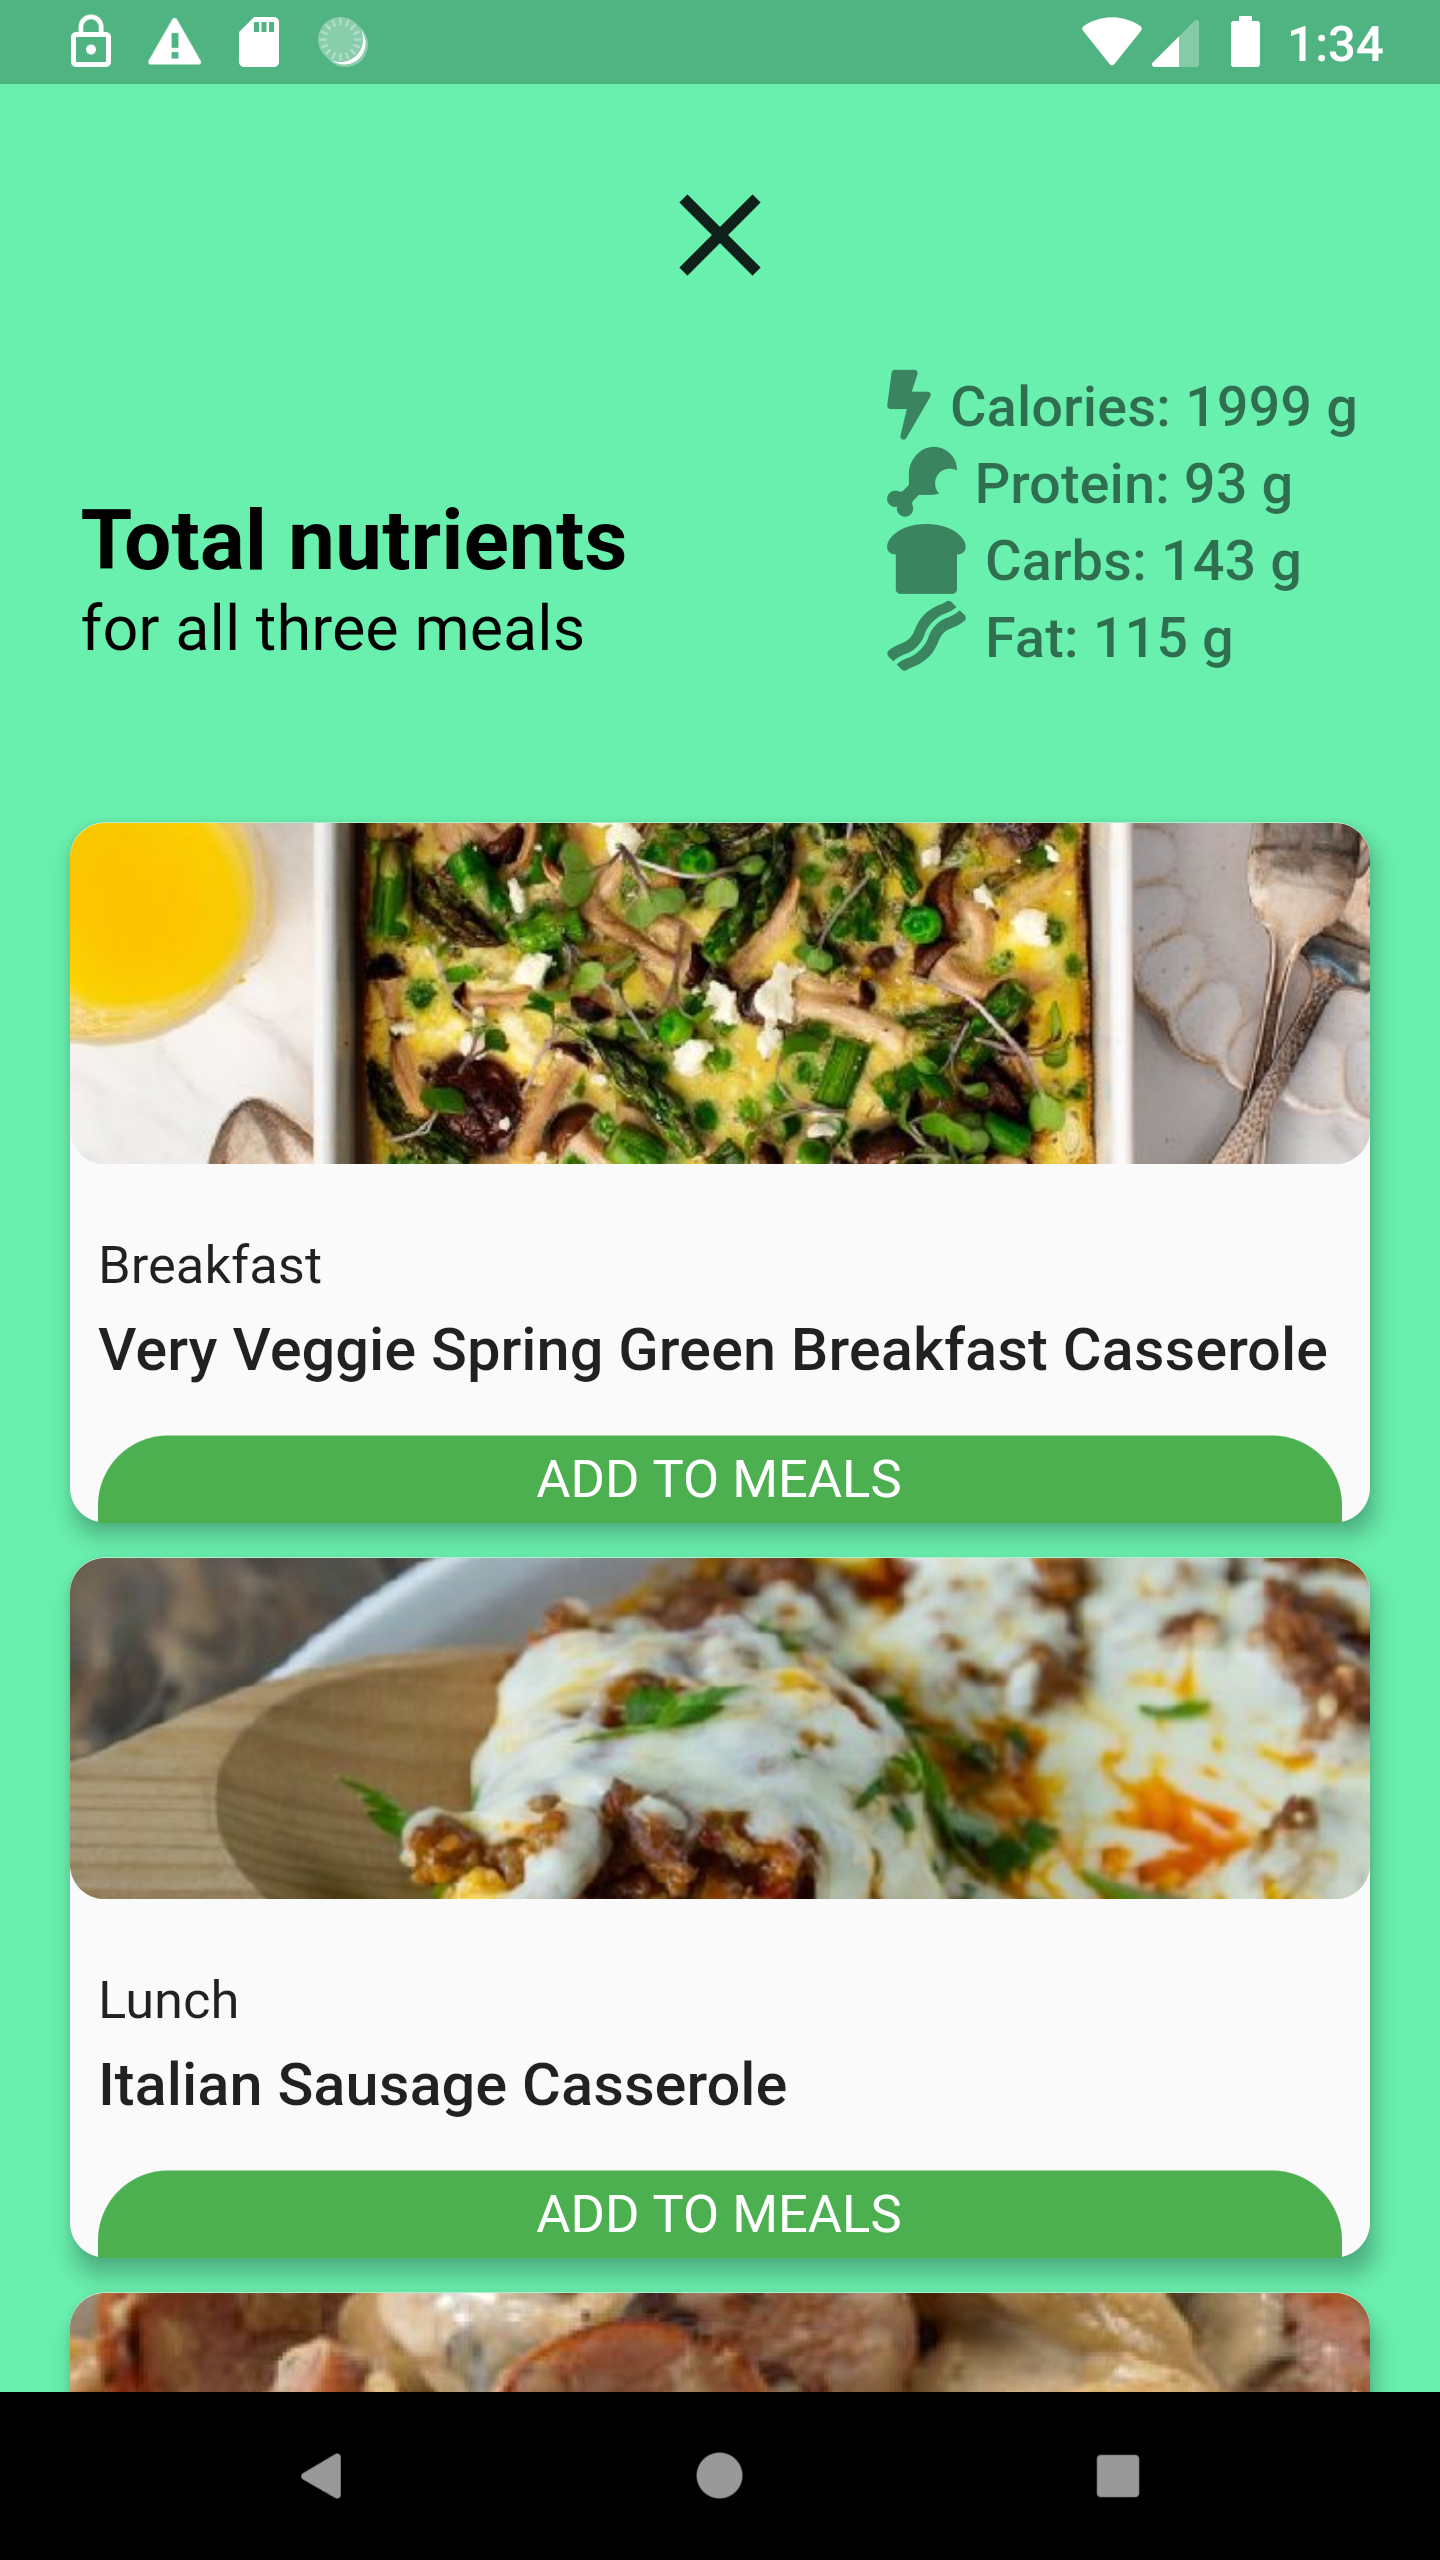 1:34
Calories: 1999 g
Protein: 93 g
Carbs: 143 g
Fat: 115 g
Total nutrients
for all three meals
Breakfast
Very Veggie Spring Green Breakfast Casserole
ADD TO MEALS
Lunch
Italian Sausage Casserole
ADD TO MEALS